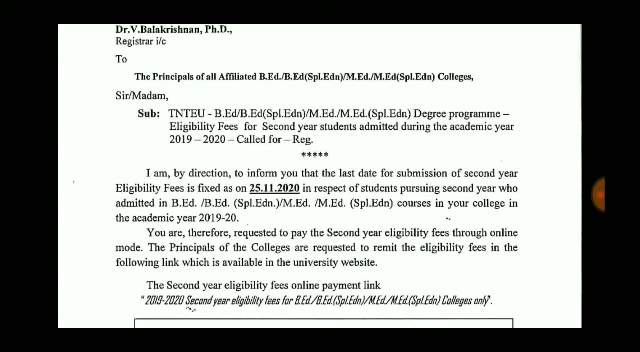 Dr.V.Balakrishnan, Ph.D.,
Registrar i/c
To
The Principals of all Affiliated B.Ed./B.Ed(Spl.Edn)/M.Ed./M.Ed(Spl.Edn) Colleges,
Sir/Madam,
Sub: TNTEU - B.Ed/B.Ed(Spl.Edn)/M.Ed./M.Ed.(Spl.Edn) Degree programme –
Eligibility Fees for Second year students admitted during the academic year
2019 – 2020 – Called for – Reg.
*****
I am, by direction, to inform you that the last date for submission of second year
Eligibility Fees is fixed as on 25.11.2020 in respect of students pursuing second year who
admitted in B.Ed. /B.Ed. (Spl.Edn.)/M.Ed. /M.Ed. (Spl.Edn) courses in your college in
the academic year 2019-20.
You are, therefore, requested to pay the Second year eligibility fees through online
mode. The Principals of the Colleges are requested to remit the eligibility fees in the
following link which is available in the university website.
The Second year eligibility fees online payment link
"2019-2020 Second year eligibility fees for B.Ed./B.Ed.(Spl.Edn)/M.Ed./M.Ed.(Spl.Edn) Colleges only".